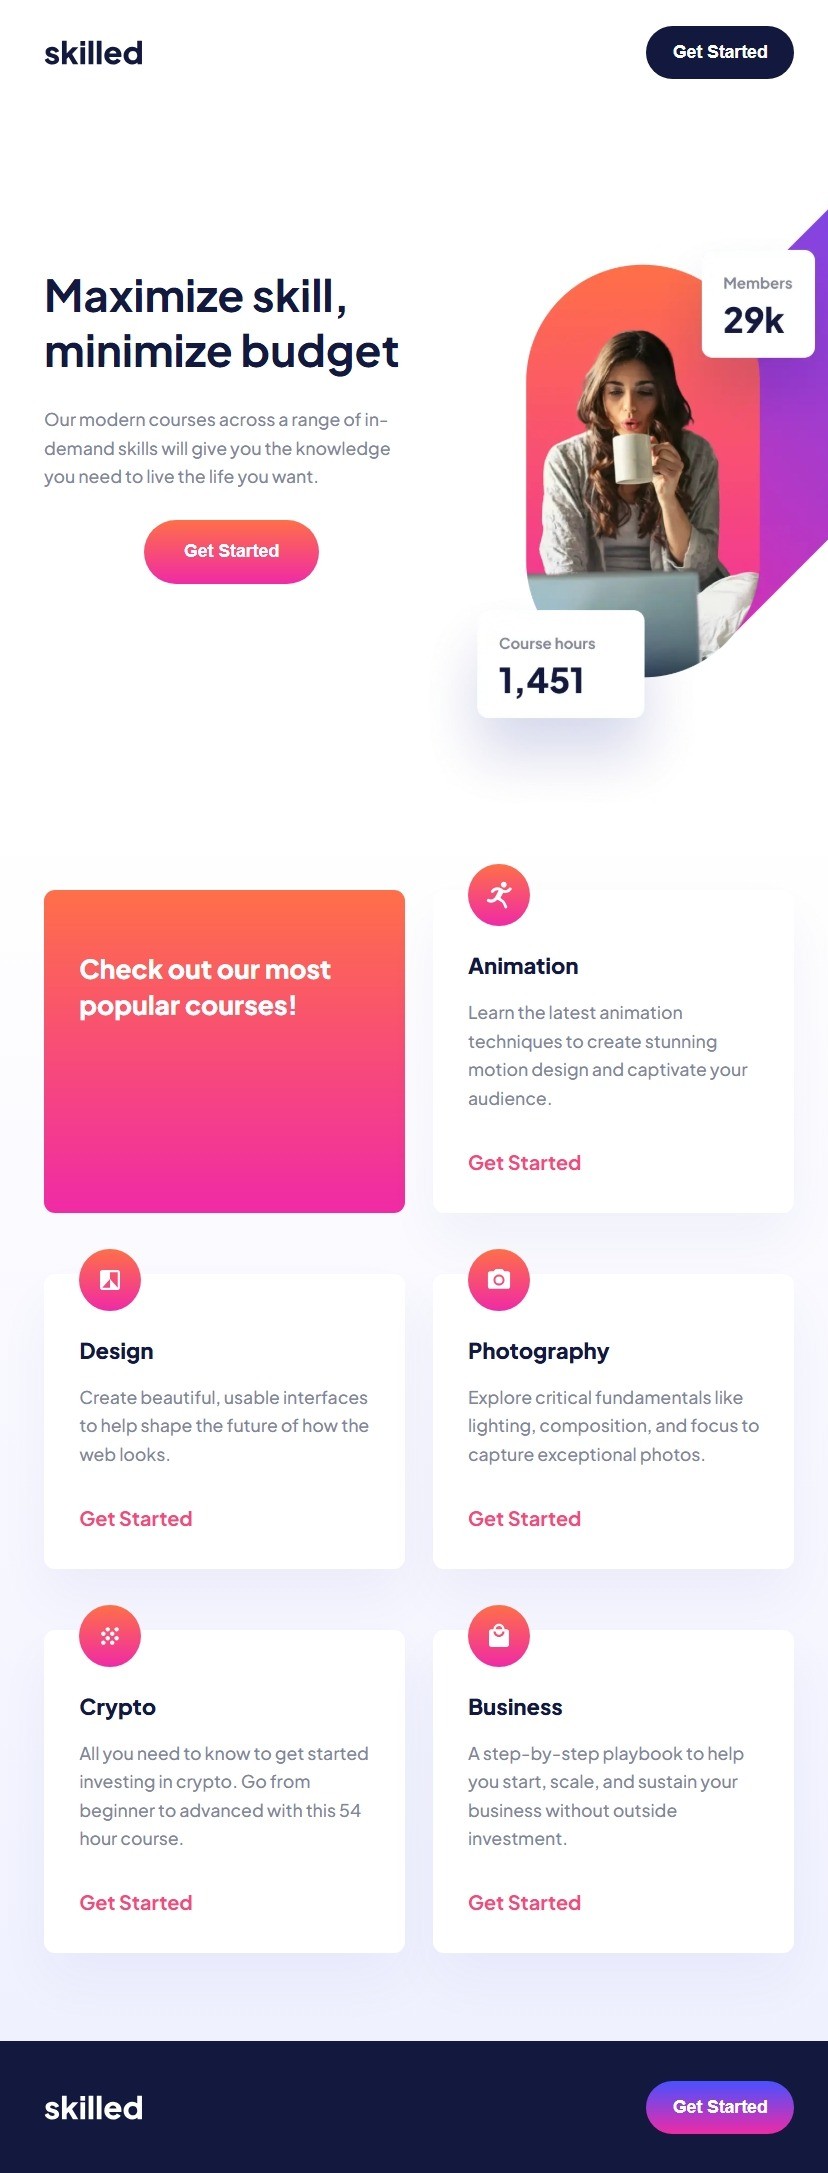 skilled
Get Started
Maximize skill,
minimize budget
Our modern courses across a range of in-
demand skills will give you the knowledge
you need to live the life you want.
Get Started
Members
29k
Course hours
1,451
Check out our most
popular courses!
Animation
Learn the latest animation
techniques to create stunning
motion design and captivate your
audience.
Get Started
Design
Create beautiful, usable interfaces
to help shape the future of how the
web looks.
Get Started
Photography
Explore critical fundamentals like
lighting, composition, and focus to
capture exceptional photos.
Get Started
Crypto
All you need to know to get started
investing in crypto. Go from
beginner to advanced with this 54
hour course.
Get Started
Business
A step-by-step playbook to help
you start, scale, and sustain your
business without outside
investment.
Get Started
skilled
Get Started